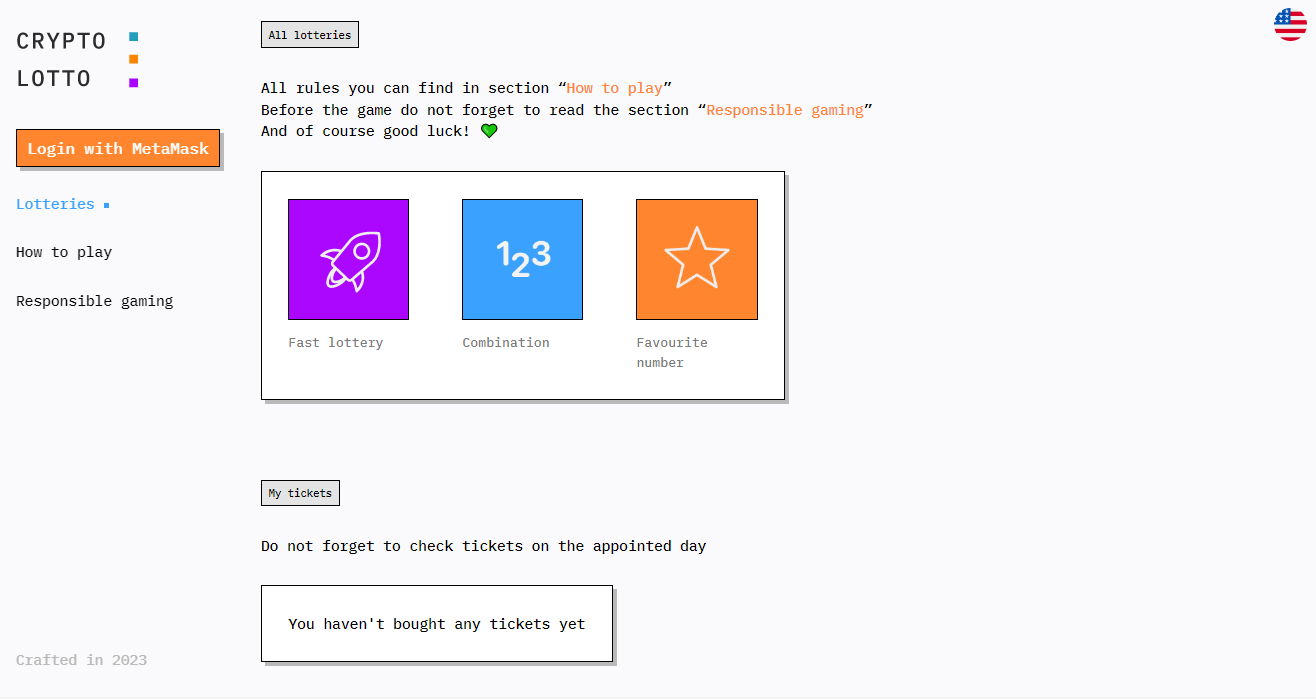 CRYPTO
LOTTO
Login with MetaMask
Lotteries
How to play
Responsible gaming
Crafted in 2023
All lotteries
All rules you can find in section “How to play”
Before the game do not forget to read the section “Responsible gaming”
And of course good luck! 💚
123
Fast lottery
Combination
Favourite
number
My tickets
Do not forget to check tickets on the appointed day
You haven't bought any tickets yet